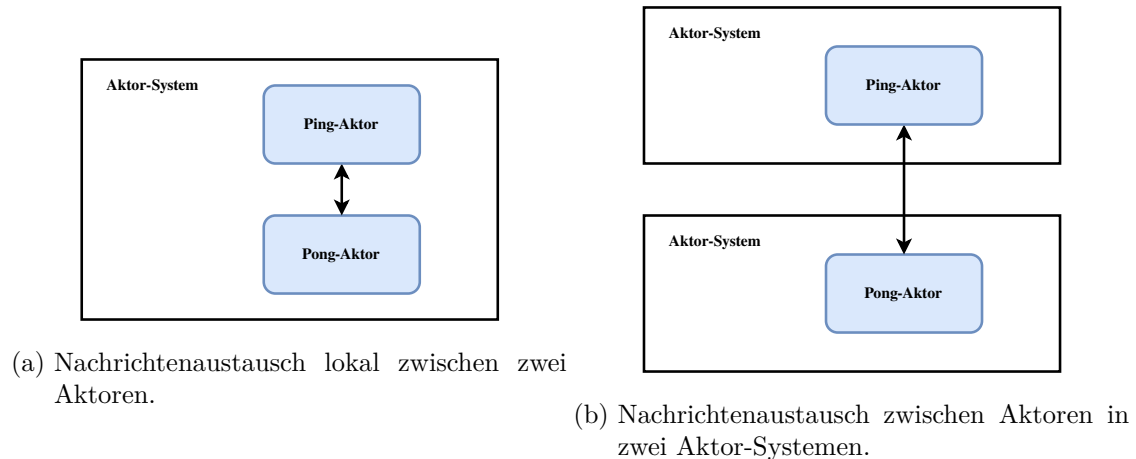 Aktor-System
Ping-Aktor
Pong-Aktor
(a) Nachrichtenaustausch lokal zwischen zwei
Aktoren.
Aktor-System
Ping-Aktor
Aktor-System
Pong-Aktor
(b) Nachrichtenaustausch zwischen Aktoren in
zwei Aktor-Systemen.